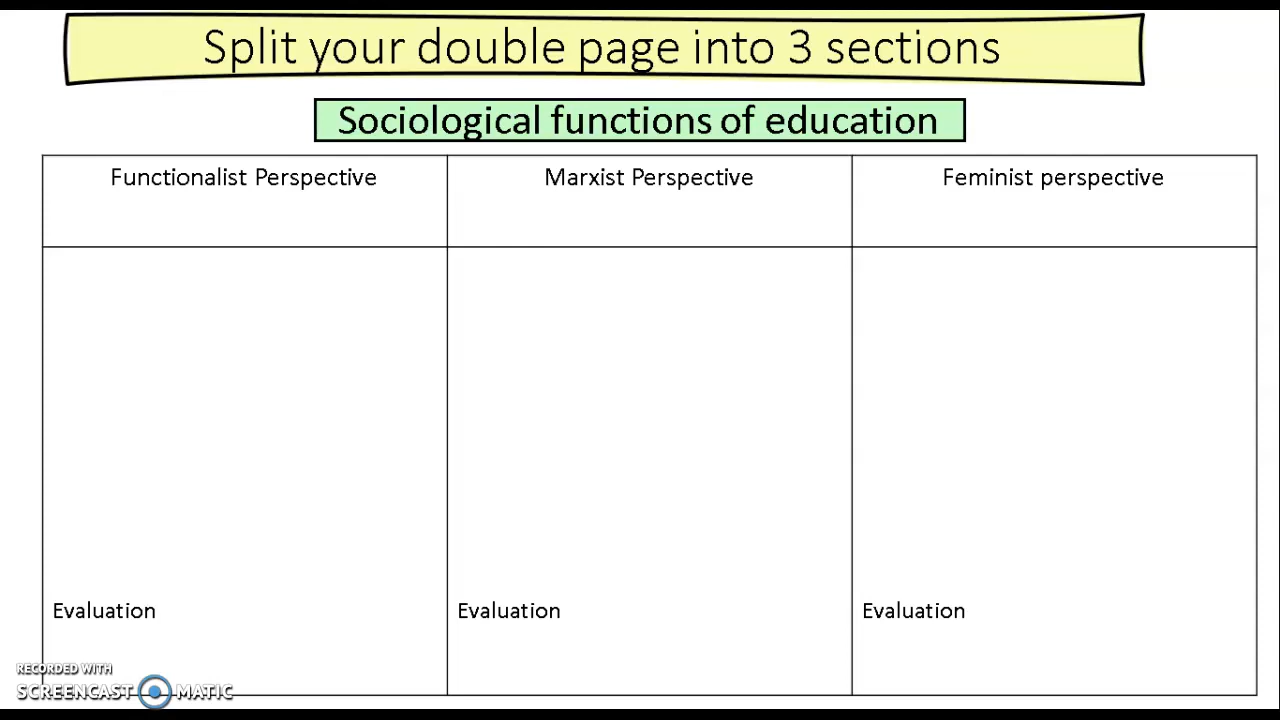 Split your double page into 3 sections
Sociological functions of education
Functionalist Perspective
Marxist Perspective
Feminist perspective
Evaluation
Evaluation
Evaluation
RECORDED WITH
SCREENCAST MATIC